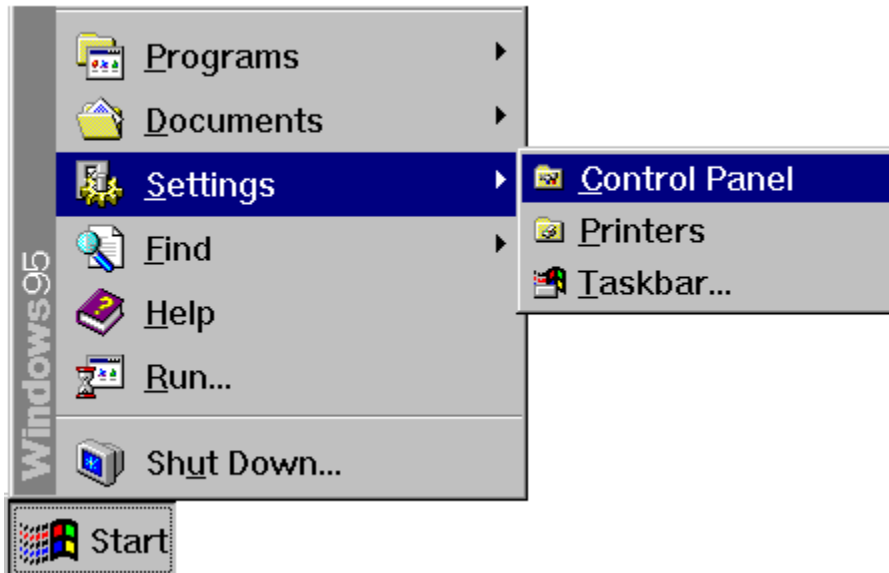 Programs
Documents
Settings
Find
Help
Run...
Shut Down...
Control Panel
Printers
Taskbar...
Windows95
Start